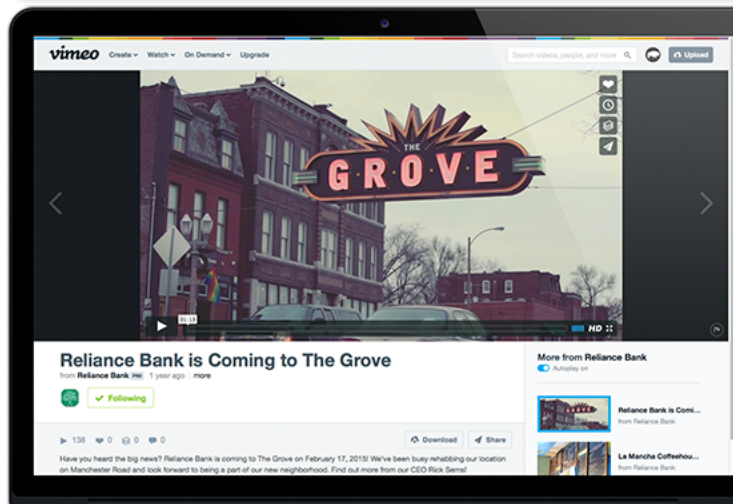 vimeo Create Watch On Demand Upgrade Search videos, people, and more Upload
THE
GROVE
01:13
HD
Reliance Bank is Coming to The Grove
from Reliance Bank PRO 1 year ago more
Following
138 0 0 0 Download Share
Have you heard the big news? Reliance Bank is coming to The Grove on February 17, 2015! We've been busy rehabbing our location
on Manchester Road and look forward to being a part of our new neighborhood. Find out more from our CEO Rick Sems!
More from Reliance Bank
Autoplay on
GROVE
Reliance Bank is Comi...
from Reliance Bank
La Mancha Coffeehou...
from Reliance Bank